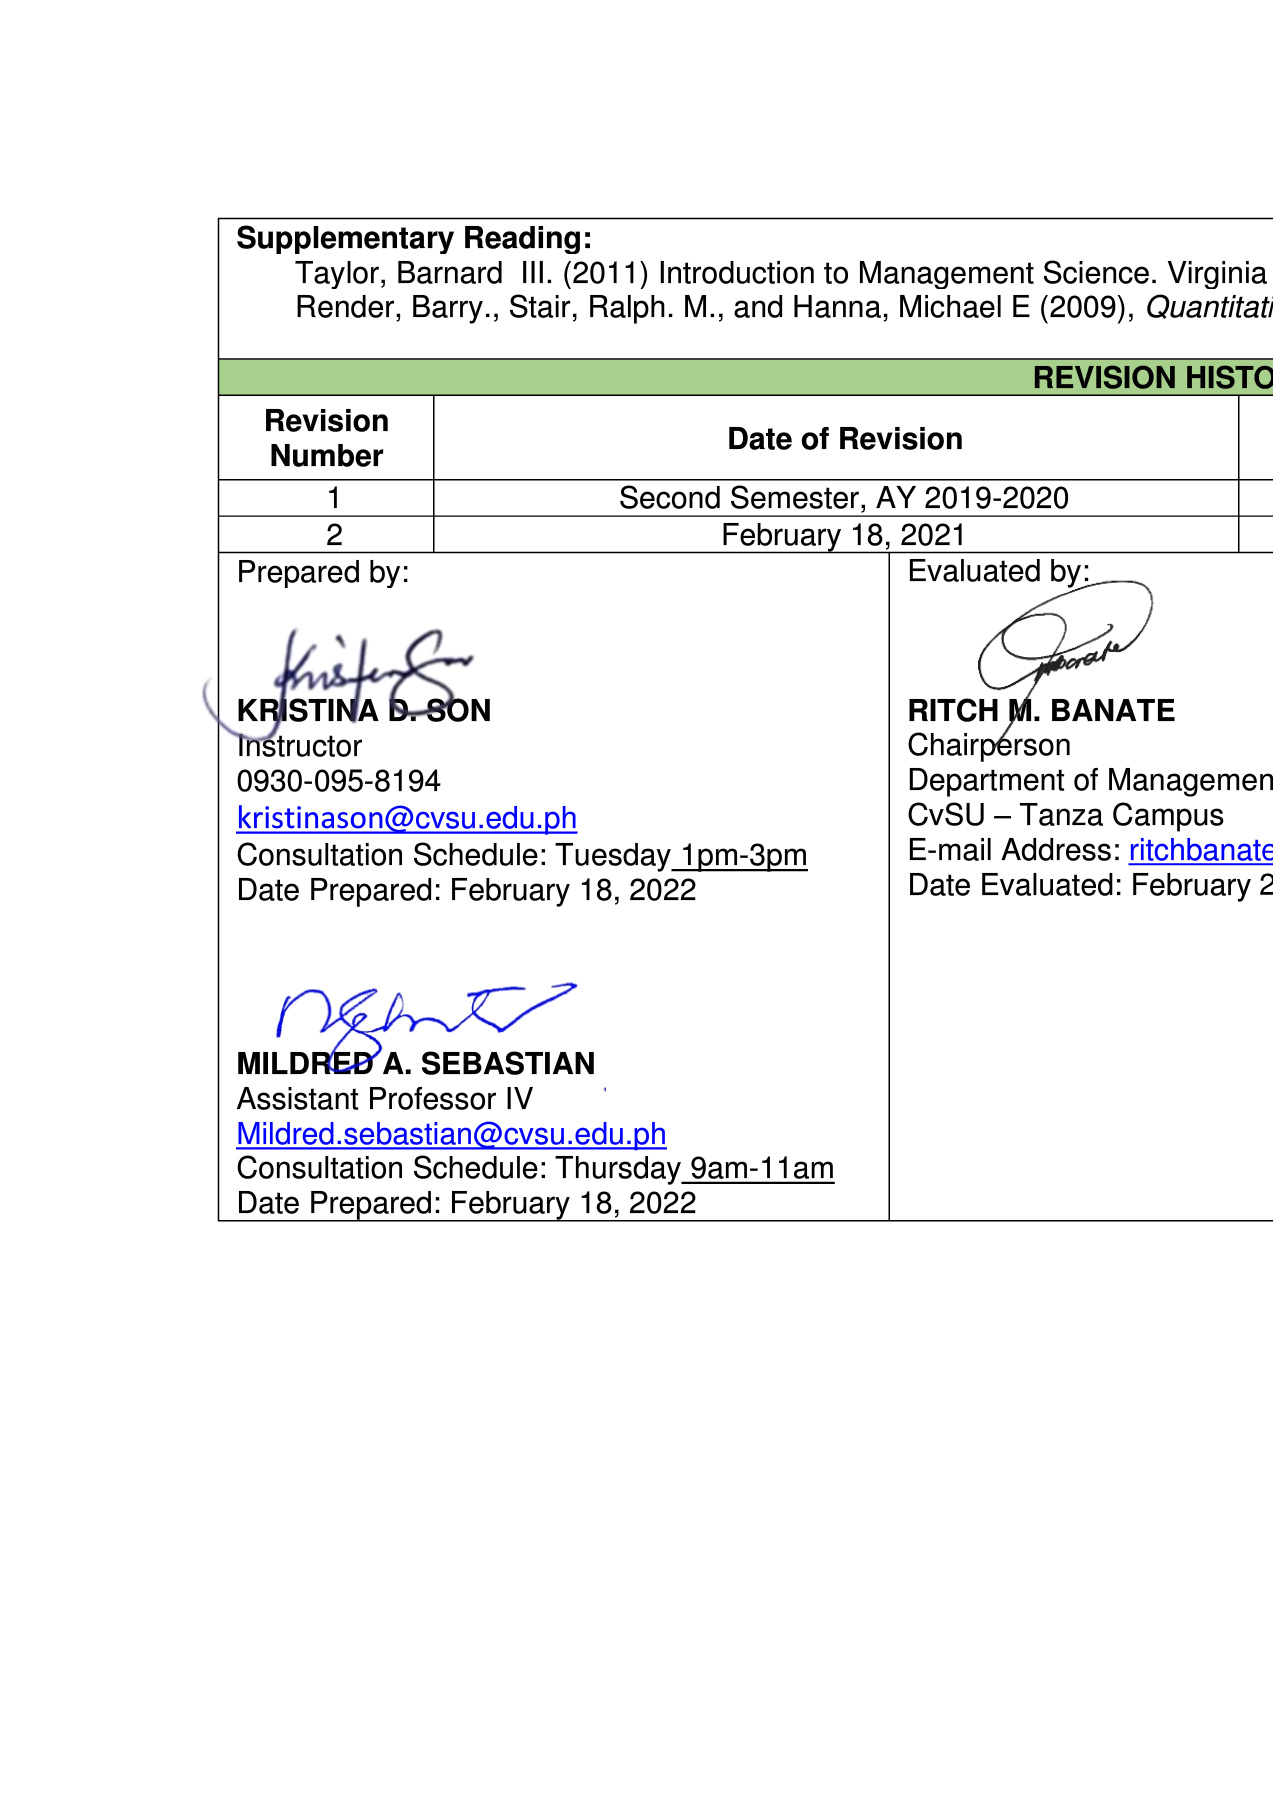 Supplementary Reading:
Taylor, Barnard  III. (2011) Introduction to Management Science. Virginia
Render, Barry., Stair, Ralph. M., and Hanna, Michael E (2009), Quantitati
REVISION HISTO
Revision Number
Date of Revision
1
Second Semester, AY 2019-2020
2
February 18, 2021
Prepared by:
KRISTINA D. SON
Instructor
0930-095-8194
kristinason@cvsu.edu.ph
Consultation Schedule: Tuesday 1pm-3pm
Date Prepared: February 18, 2022
MILDRED A. SEBASTIAN
Assistant Professor IV
Mildred.sebastian@cvsu.edu.ph
Consultation Schedule: Thursday 9am-11am
Date Prepared: February 18, 2022
Evaluated by:
RITCH M. BANATE
Chairperson
Department of Managemen
CvSU – Tanza Campus
E-mail Address: ritchbanate
Date Evaluated: February 2